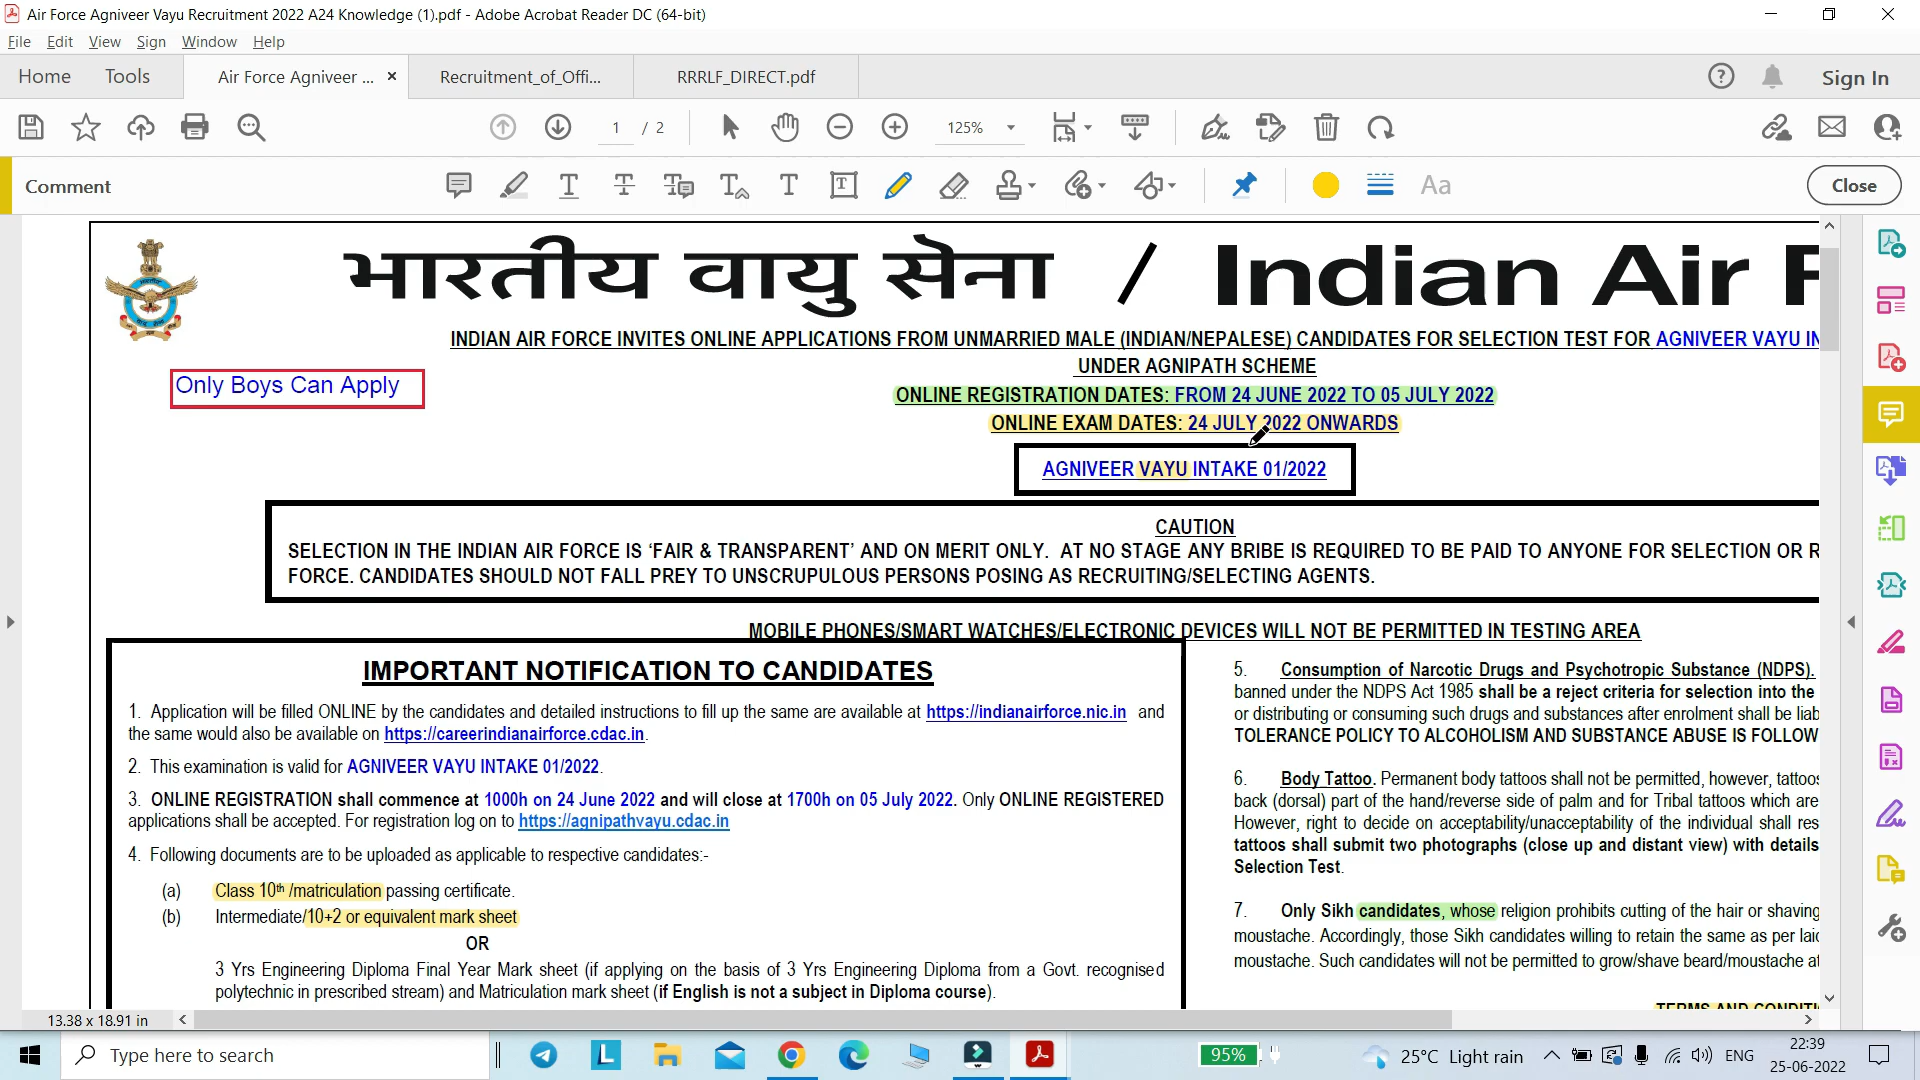 Air Force Agniveer Vayu Recruitment 2022 A24 Knowledge (1).pdf - Adobe Acrobat Reader DC (64-bit)
File Edit View Sign Window Help
Home Tools Air Force Agniveer ... × Recruitment_of_Offi... RRRLF_DIRECT.pdf Sign In
1 / 2 125%
Comment Aa Close
भारतीय वायु सेना / Indian Air F
INDIAN AIR FORCE INVITES ONLINE APPLICATIONS FROM UNMARRIED MALE (INDIAN/NEPALESE) CANDIDATES FOR SELECTION TEST FOR AGNIVEER VAYU IN
UNDER AGNIPATH SCHEME
Only Boys Can Apply
ONLINE REGISTRATION DATES: FROM 24 JUNE 2022 TO 05 JULY 2022
ONLINE EXAM DATES: 24 JULY 2022 ONWARDS
AGNIVEER VAYU INTAKE 01/2022
CAUTION
SELECTION IN THE INDIAN AIR FORCE IS ‘FAIR & TRANSPARENT’ AND ON MERIT ONLY. AT NO STAGE ANY BRIBE IS REQUIRED TO BE PAID TO ANYONE FOR SELECTION OR R
FORCE. CANDIDATES SHOULD NOT FALL PREY TO UNSCRUPULOUS PERSONS POSING AS RECRUITING/SELECTING AGENTS.
MOBILE PHONES/SMART WATCHES/ELECTRONIC DEVICES WILL NOT BE PERMITTED IN TESTING AREA
IMPORTANT NOTIFICATION TO CANDIDATES
1. Application will be filled ONLINE by the candidates and detailed instructions to fill up the same are available at https://indianairforce.nic.in and
the same would also be available on https://careerindianairforce.cdac.in.
2. This examination is valid for AGNIVEER VAYU INTAKE 01/2022.
3. ONLINE REGISTRATION shall commence at 1000h on 24 June 2022 and will close at 1700h on 05 July 2022. Only ONLINE REGISTERED
applications shall be accepted. For registration log on to https://agnipathvayu.cdac.in
4. Following documents are to be uploaded as applicable to respective candidates:-
(a) Class 10th /matriculation passing certificate.
(b) Intermediate/10+2 or equivalent mark sheet
OR
3 Yrs Engineering Diploma Final Year Mark sheet (if applying on the basis of 3 Yrs Engineering Diploma from a Govt. recognised
polytechnic in prescribed stream) and Matriculation mark sheet (if English is not a subject in Diploma course).
5. Consumption of Narcotic Drugs and Psychotropic Substance (NDPS).
banned under the NDPS Act 1985 shall be a reject criteria for selection into the
or distributing or consuming such drugs and substances after enrolment shall be liab
TOLERANCE POLICY TO ALCOHOLISM AND SUBSTANCE ABUSE IS FOLLOW
6. Body Tattoo. Permanent body tattoos shall not be permitted, however, tattoos
back (dorsal) part of the hand/reverse side of palm and for Tribal tattoos which are
However, right to decide on acceptability/unacceptability of the individual shall res
tattoos shall submit two photographs (close up and distant view) with details
Selection Test.
7. Only Sikh candidates, whose religion prohibits cutting of the hair or shaving
moustache. Accordingly, those Sikh candidates willing to retain the same as per laid
moustache. Such candidates will not be permitted to grow/shave beard/moustache at
TERMS AND CONDITI
13.38 x 18.91 in
Type here to search 95% 25°C Light rain ENG 22:39
25-06-2022